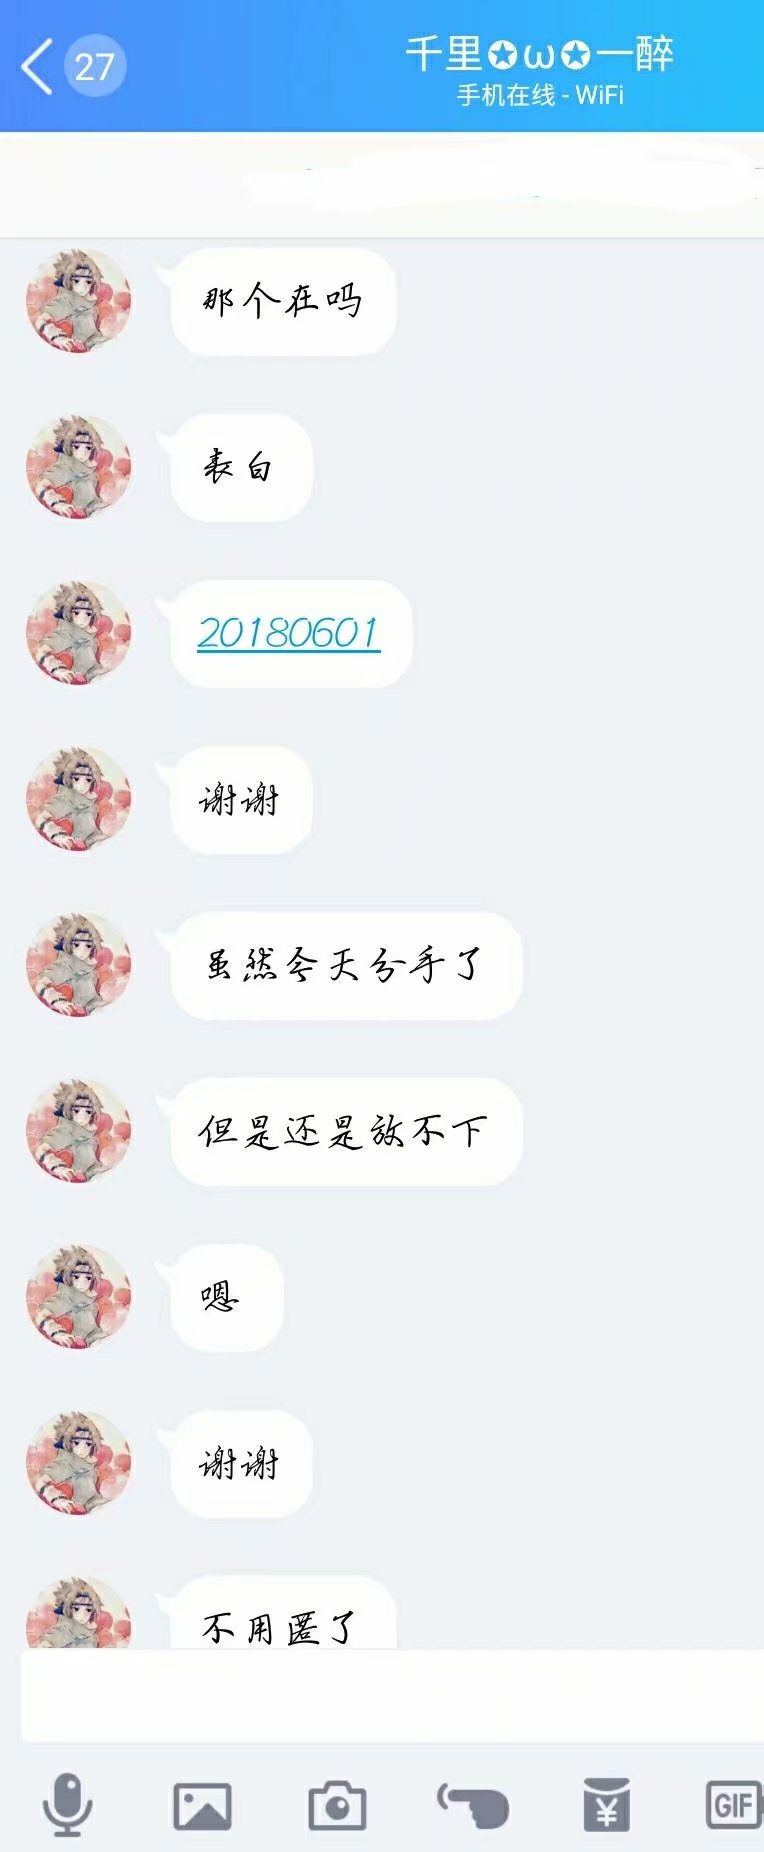 27
千里✪ω✪一醉
手机在线 - WiFi
那个在吗
表白
20180601
谢谢
虽然今天分手了
但是还是放不下
嗯
谢谢
不用匿了
¥
GIF